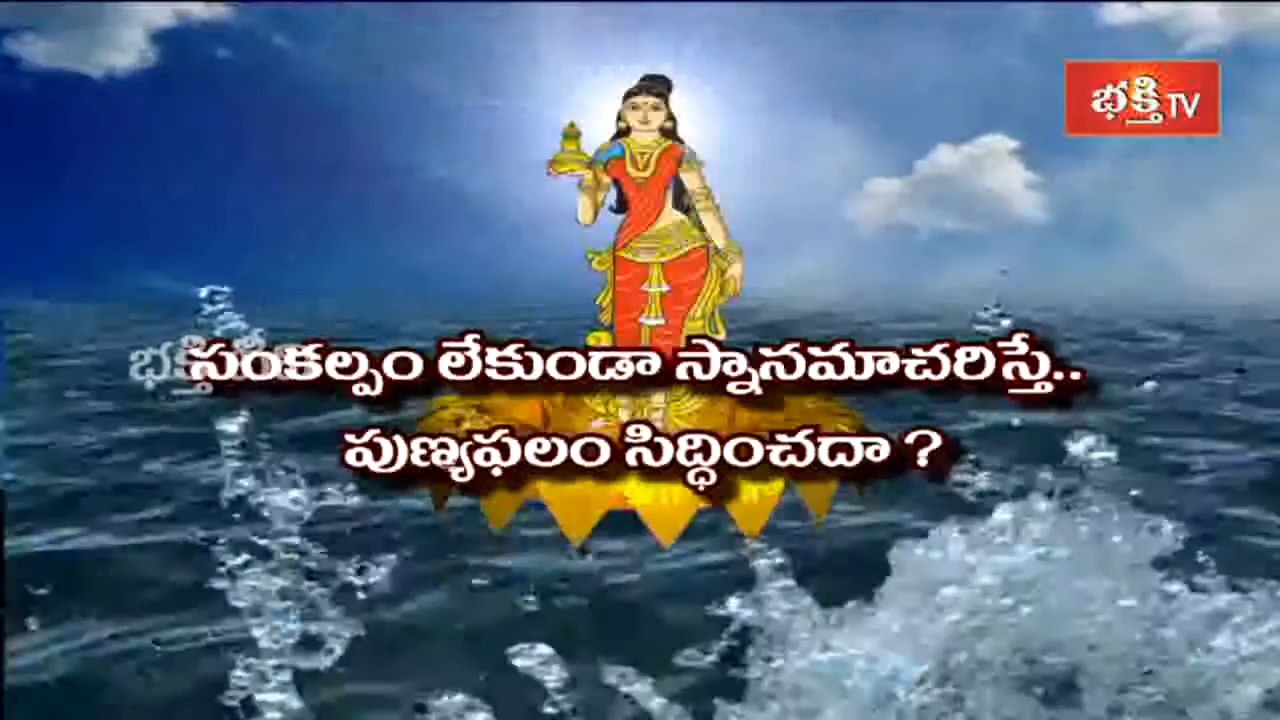 భక్తి TV
సంకల్పం లేకుండా స్నానమాచరిస్తే..
పుణ్యఫలం సిద్ధించదా ?